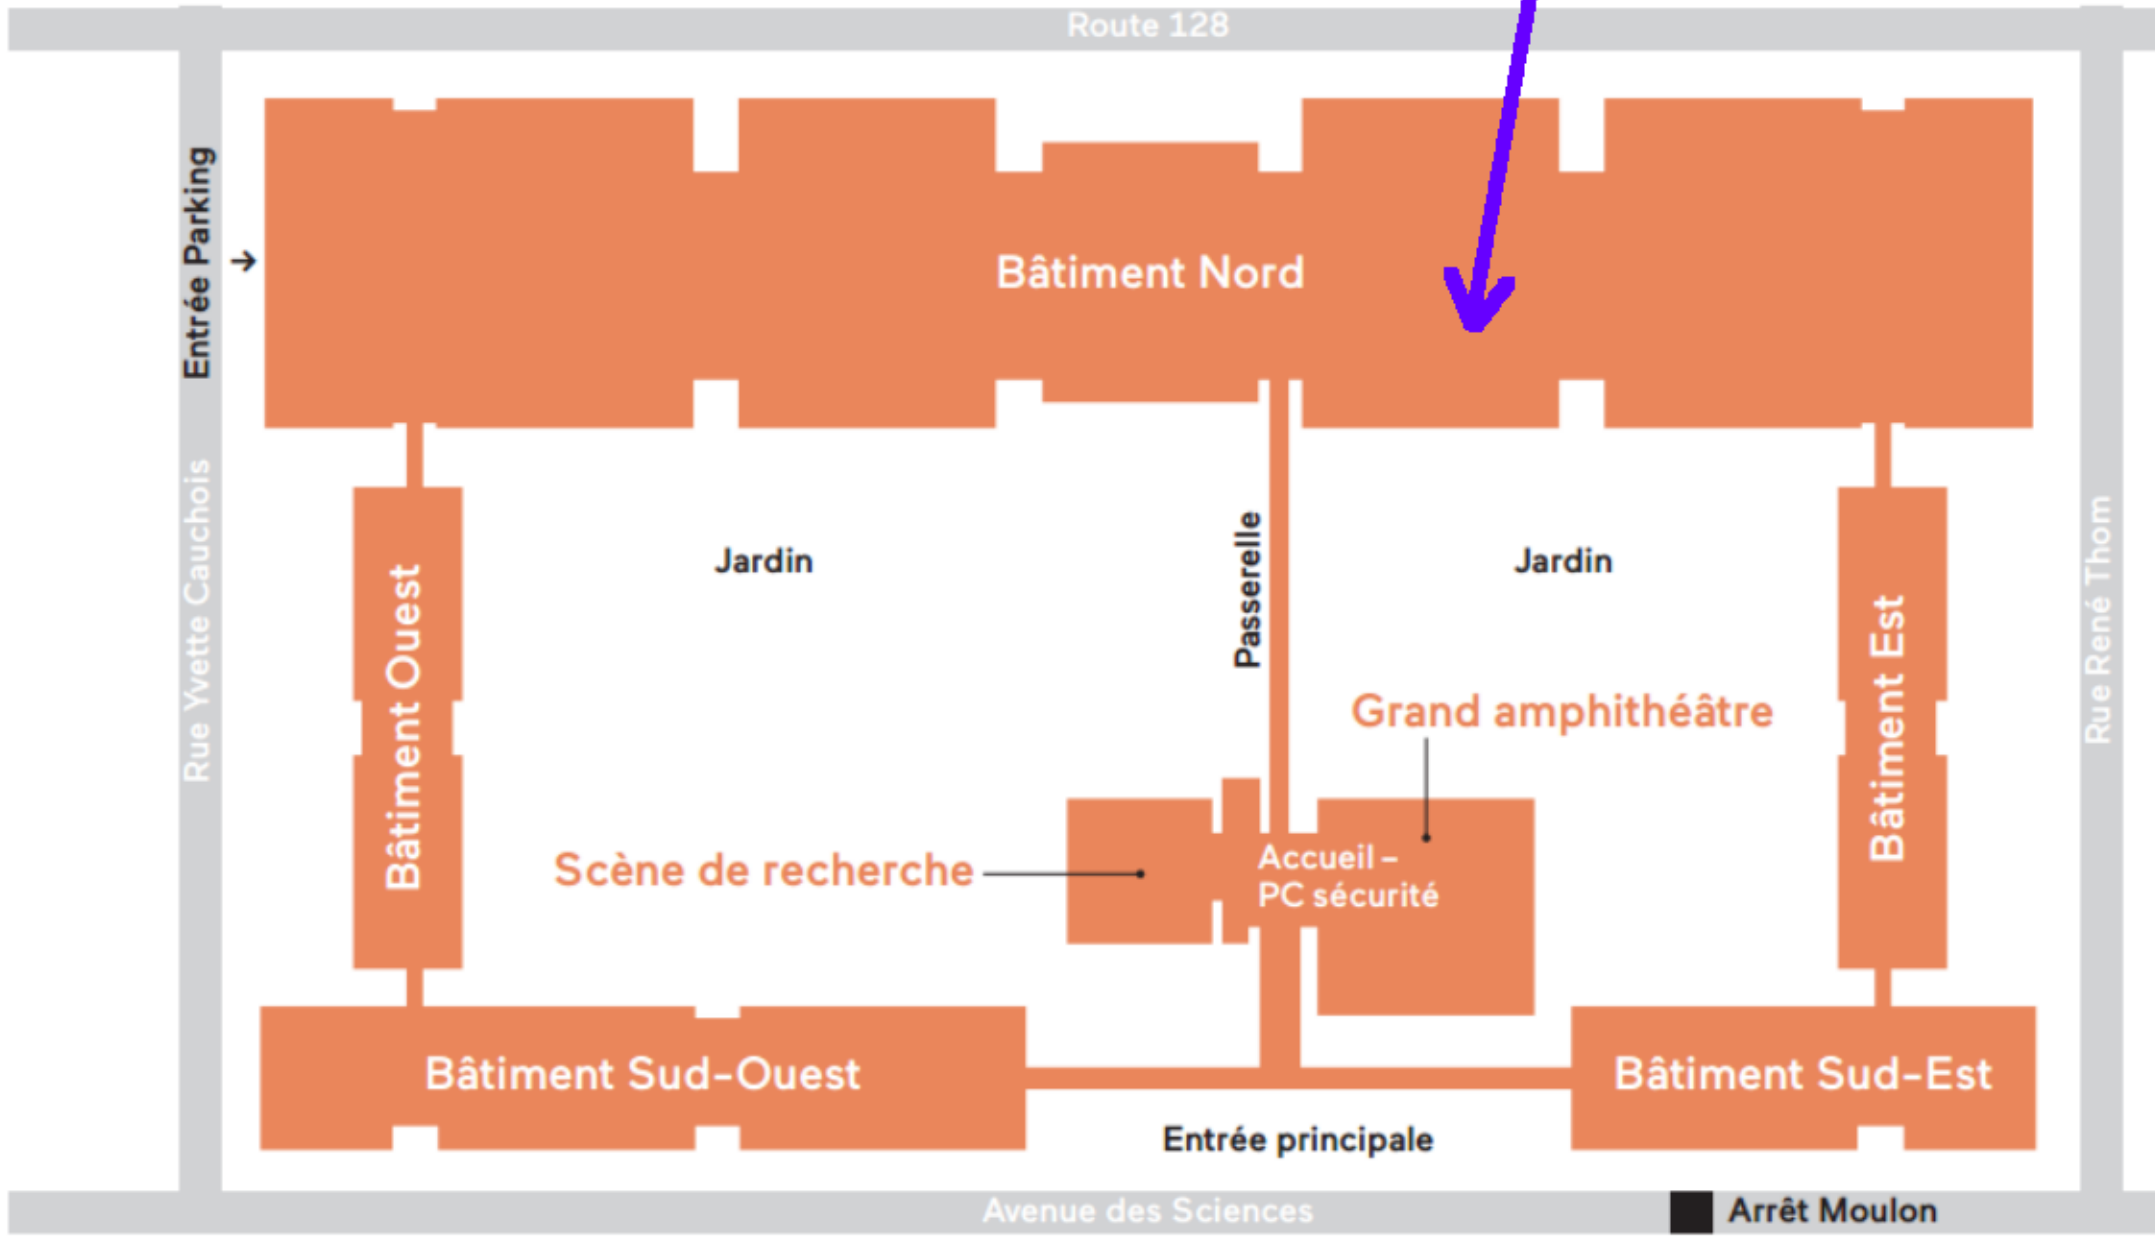 Route 128
Entrée Parking
→
Bâtiment Nord
Rue Yvette Cauchois
Jardin
Passerelle
Jardin
Rue René Thom
Bâtiment Ouest
Bâtiment Est
Grand amphithéâtre
Scène de recherche
Accueil –
PC sécurité
Bâtiment Sud-Ouest
Bâtiment Sud-Est
Entrée principale
Avenue des Sciences
Arrêt Moulon